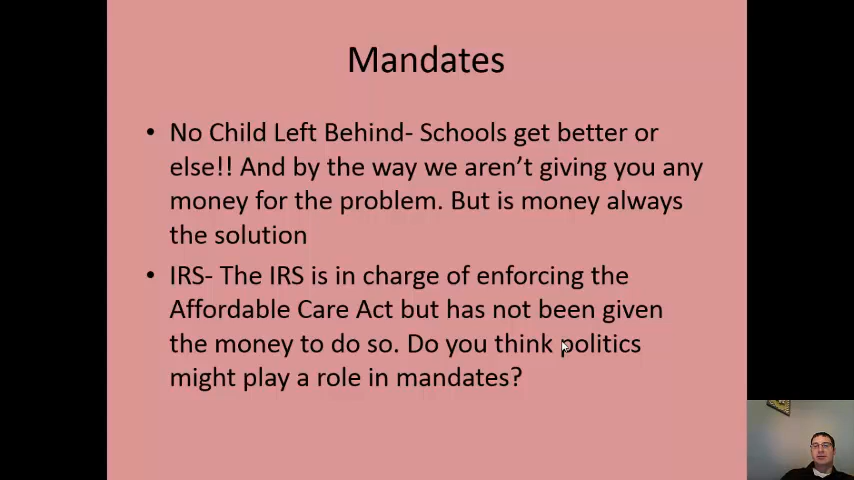 Mandates
• No Child Left Behind- Schools get better or
else!! And by the way we aren't giving you any
money for the problem. But is money always
the solution
• IRS- The IRS is in charge of enforcing the
Affordable Care Act but has not been given
the money to do so. Do you think politics
might play a role in mandates?